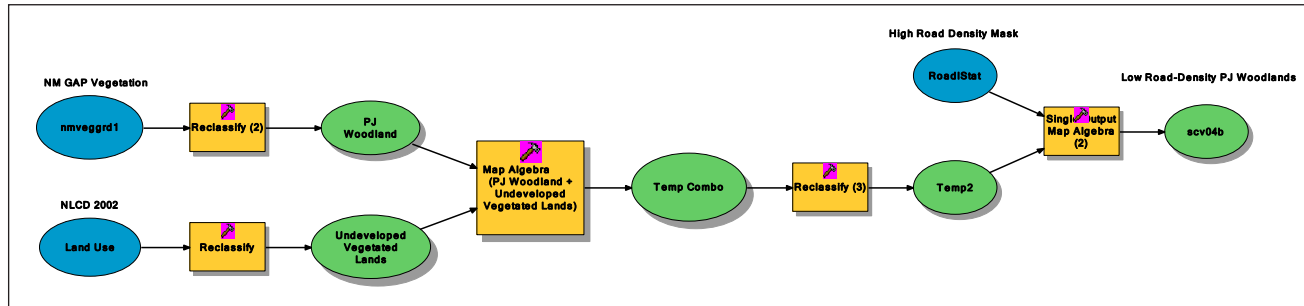 High Road Density Mask
NM GAP Vegetation
RoadlStat
Low Road-Density PJ Woodlands
nmveggrd1
Reclassify (2)
PJ
Woodland
Single Output
Map Algebra
(2)
scv04b
Map Algebra
(PJ Woodland +
Undeveloped
Vegetated Lands)
Temp Combo
Reclassify (3)
Temp2
NLCD 2002
Land Use
Reclassify
Undeveloped
Vegetated
Lands